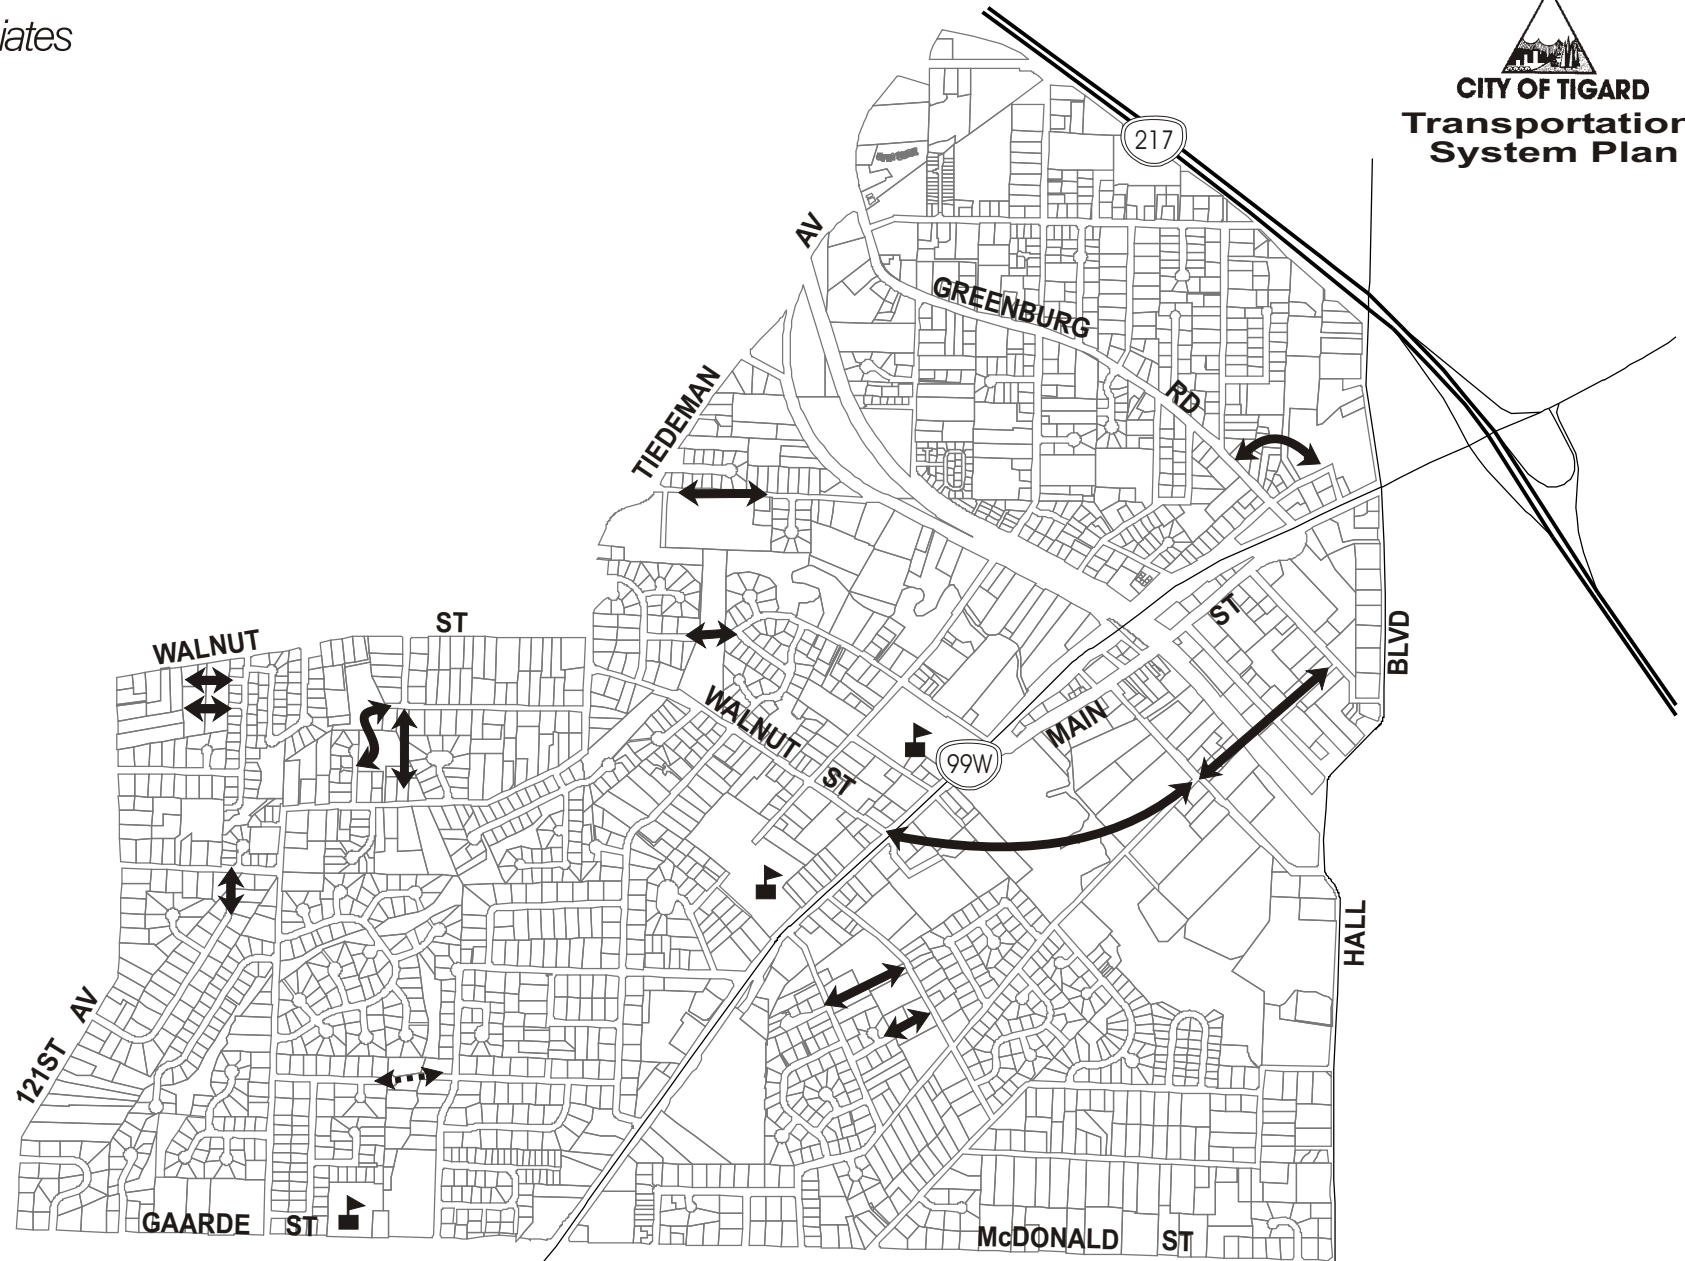 iates
CITY OF TIGARD
Transportation
System Plan
217
AV
GREENBURG
RD
TIEDEMAN
ST
WALNUT
ST
BLVD
WALNUT
ST
MAIN
99W
HALL
AV
121ST
GAARDE ST
McDONALD ST